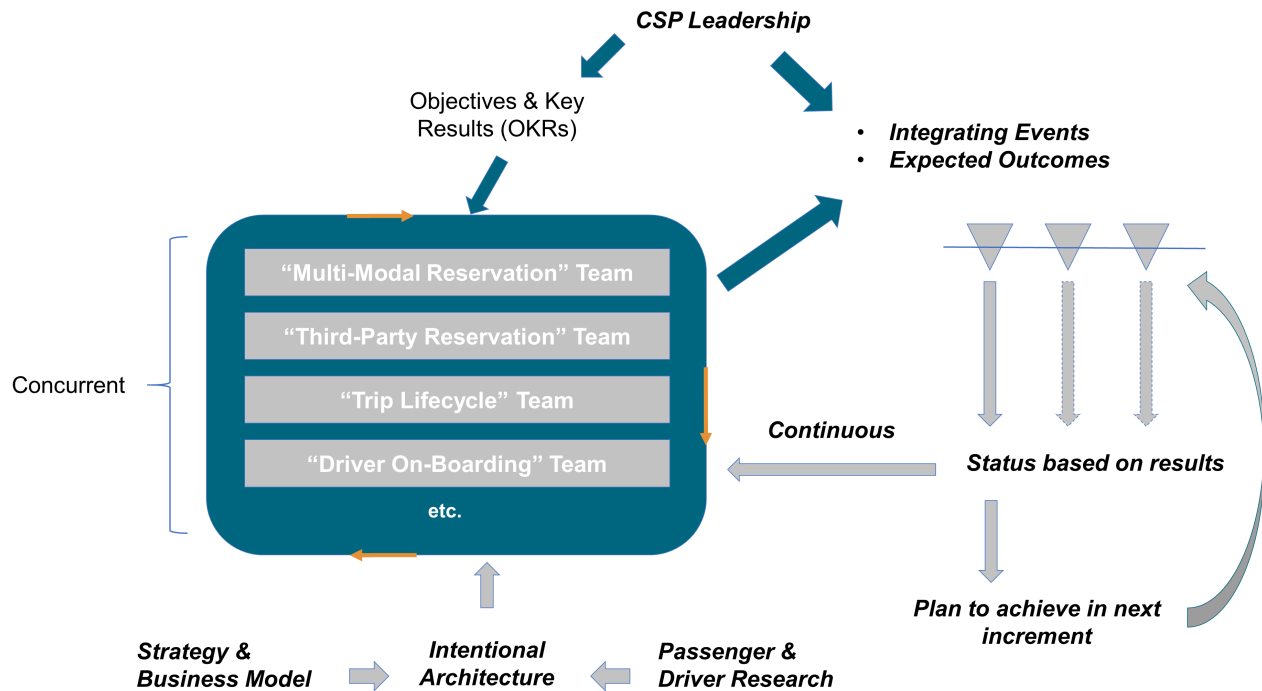 CSP Leadership
Objectives & Key
Results (OKRs)
• Integrating Events
• Expected Outcomes
Concurrent
“Multi-Modal Reservation” Team
“Third-Party Reservation” Team
“Trip Lifecycle” Team
“Driver On-Boarding” Team
etc.
Continuous
Status based on results
Plan to achieve in next
increment
Strategy &
Business Model
Intentional
Architecture
Passenger &
Driver Research